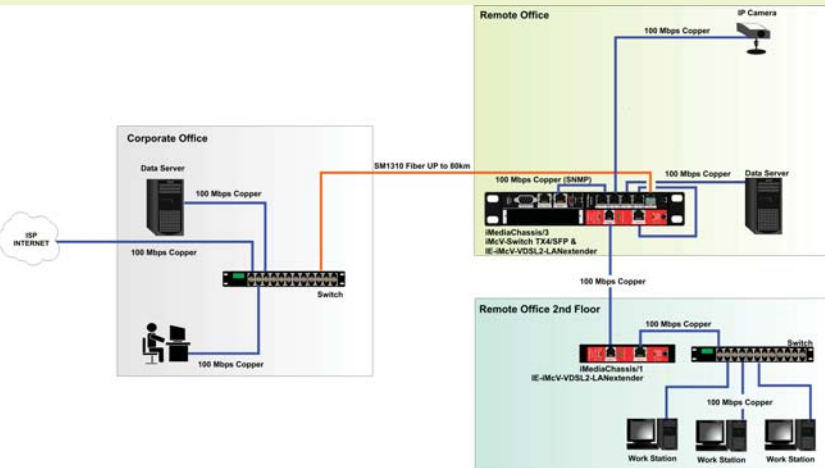 Remote Office
IP Camera
100 Mbps Copper
Corporate Office
Data Server
100 Mbps Copper
ISP
INTERNET
100 Mbps Copper
Switch
100 Mbps Copper
SM1310 Fiber UP to 80km
100 Mbps Copper (SNMP)
100 Mbps Copper
Data Server
iMediaChassis/3
iMcV-Switch TX4/SFP &
IE-iMcV-VDSL2-LANextender
100 Mbps Copper
Remote Office 2nd Floor
100 Mbps Copper
Switch
iMediaChassis/1
IE-iMcV-VDSL2-LANextender
100 Mbps Copper
Work Station
Work Station
Work Station